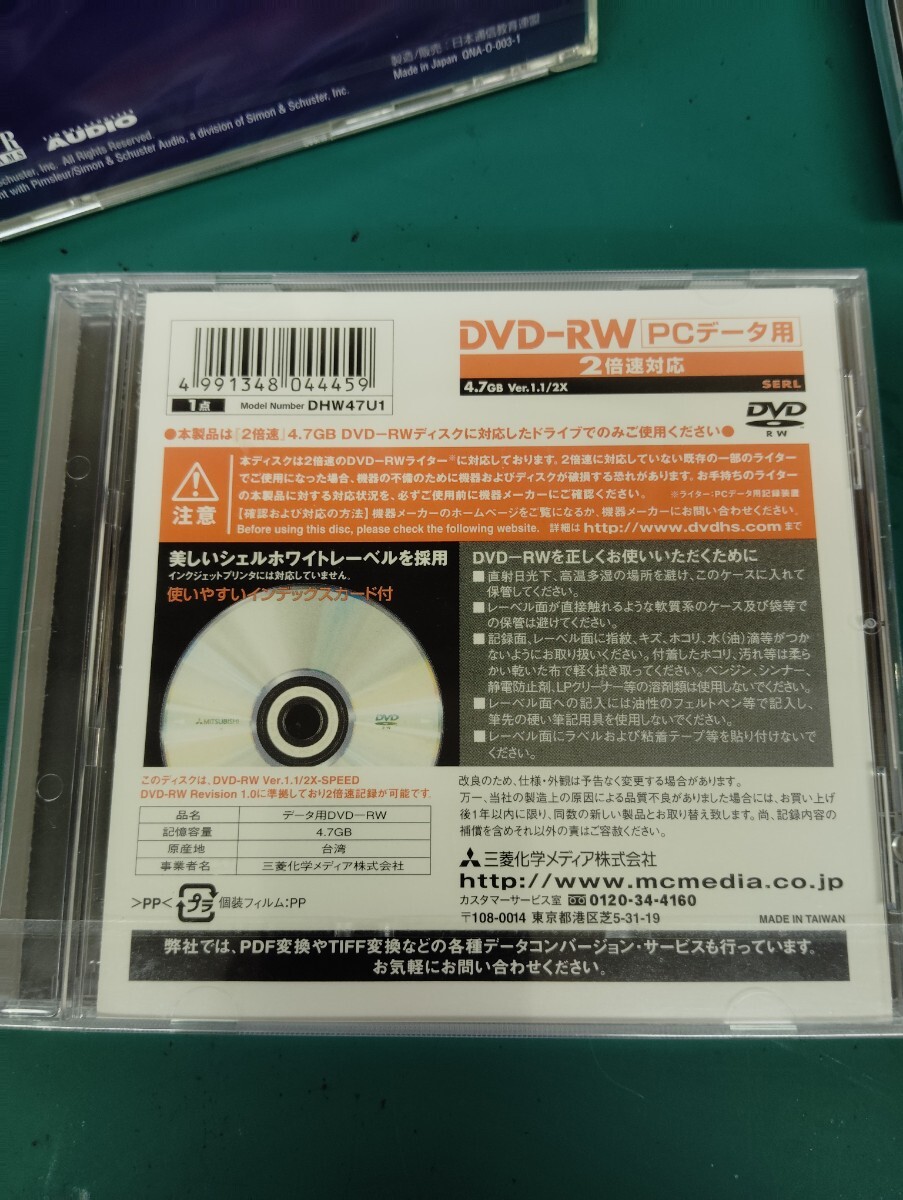 製造/販売：日本通信教育連盟
Made in Japan GNA-O-003-1
AUDIO
Schuster, Inc. All Rights Reserved
nt with Pimsleur/Simon & Schuster Audio, a division of Simon & Schuster, Inc.
4 991348 044459
1点 Model Number DHW47U1
DVD-RW PCデータ用
2倍速対応
4.7GB Ver.1.1/2X SERL
DVD
RW
●本製品は「2倍速」4.7GB DVD-RWディスクに対応したドライブでのみご使用ください●
注意
本ディスクは2倍速のDVD-RWライター※に対応しております。2倍速に対応していない既存の一部のライター
でご使用になった場合、機器の不備のために機器およびディスクが破損する恐れがあります。お手持ちのライター
の本製品に対する対応状況を、必ずご使用前に機器メーカーにご確認ください。 ※ライター：PCデータ用記録装置
【確認および対応の方法】機器メーカーのホームページをご覧になるか、機器メーカーにお問い合わせください。
Before using this disc, please check the following website. 詳細はhttp://www.dvdhs.comまで
美しいシェルホワイトレーベルを採用
インクジェットプリンタには対応していません。
使いやすいインデックスカード付
MITSUBISHI
DVD
このディスクは、DVD-RW Ver.1.1/2X-SPEED
DVD-RW Revision 1.0に準拠しており2倍速記録が可能です。
品名 データ用DVD-RW
記憶容量 4.7GB
原産地 台湾
事業者名 三菱化学メディア株式会社
>PP< プラ 個装フィルム:PP
DVD-RWを正しくお使いいただくために
■直射日光下、高温多湿の場所を避け、このケースに入れて
保管してください。
■レーベル面が直接触れるような軟質系のケース及び袋等で
の保管は避けてください。
■記録面、レーベル面に指紋、キズ、ホコリ、水(油)滴等がつか
ないようにお取り扱いください。付着したホコリ、汚れ等は柔ら
かい乾いた布で軽く拭き取ってください。ベンジン、シンナー、
静電防止剤、LPクリーナー等の溶剤類は使用しないでください。
■レーベル面への記入には油性のフェルトペン等で記入し、
筆先の硬い筆記用具を使用しないでください。
■レーベル面にラベルおよび粘着テープ等を貼り付けないでく
ださい。
改良のため、仕様・外観は予告なく変更する場合があります。
万一、当社の製造上の原因による品質不良がありました場合には、お買い上げ
後1年以内に限り、同数の新しい製品とお取り替え致します。尚、記録内容の
補償を含めそれ以外の責はご容赦ください。
三菱化学メディア株式会社
http://www.mcmedia.co.jp
カスタマーサービス室 0120-34-4160
〒108-0014 東京都港区芝5-31-19 MADE IN TAIWAN
弊社では、PDF変換やTIFF変換などの各種データコンバージョン・サービスも行っています。
お気軽にお問い合わせください。